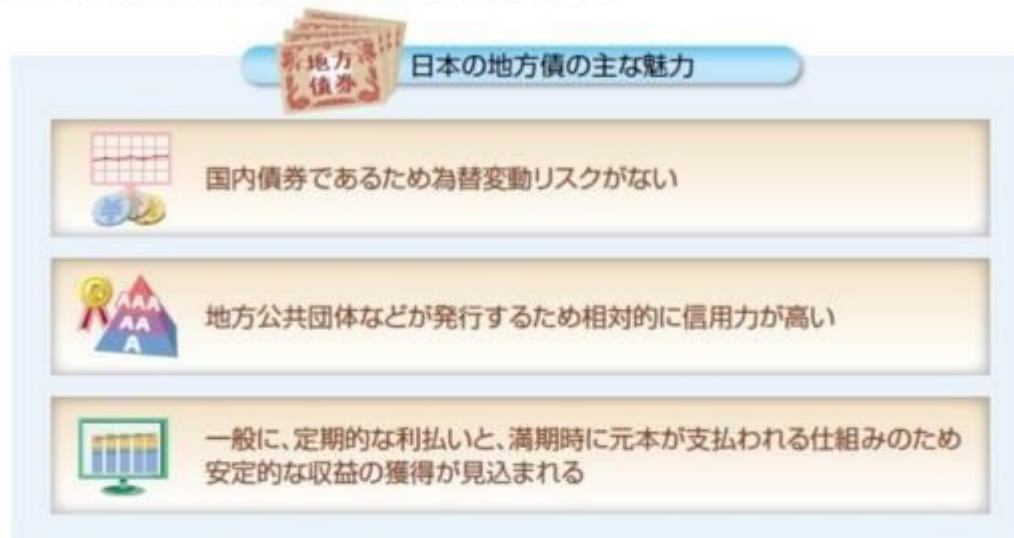 地方
債券
日本の地方債の主な魅力
国内債券であるため為替変動リスクがない
AAA
AA
A
地方公共団体などが発行するため相対的に信用力が高い
一般に、定期的な利払いと、満期時に元本が支払われる仕組みのため
安定的な収益の獲得が見込まれる